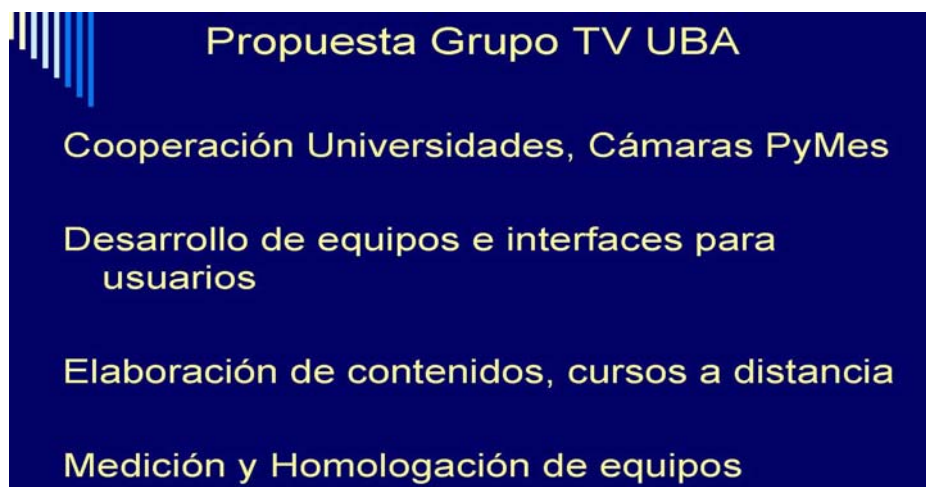 Propuesta Grupo TV UBA
Cooperación Universidades, Cámaras PyMes
Desarrollo de equipos e interfaces para
usuarios
Elaboración de contenidos, cursos a distancia
Medición y Homologación de equipos